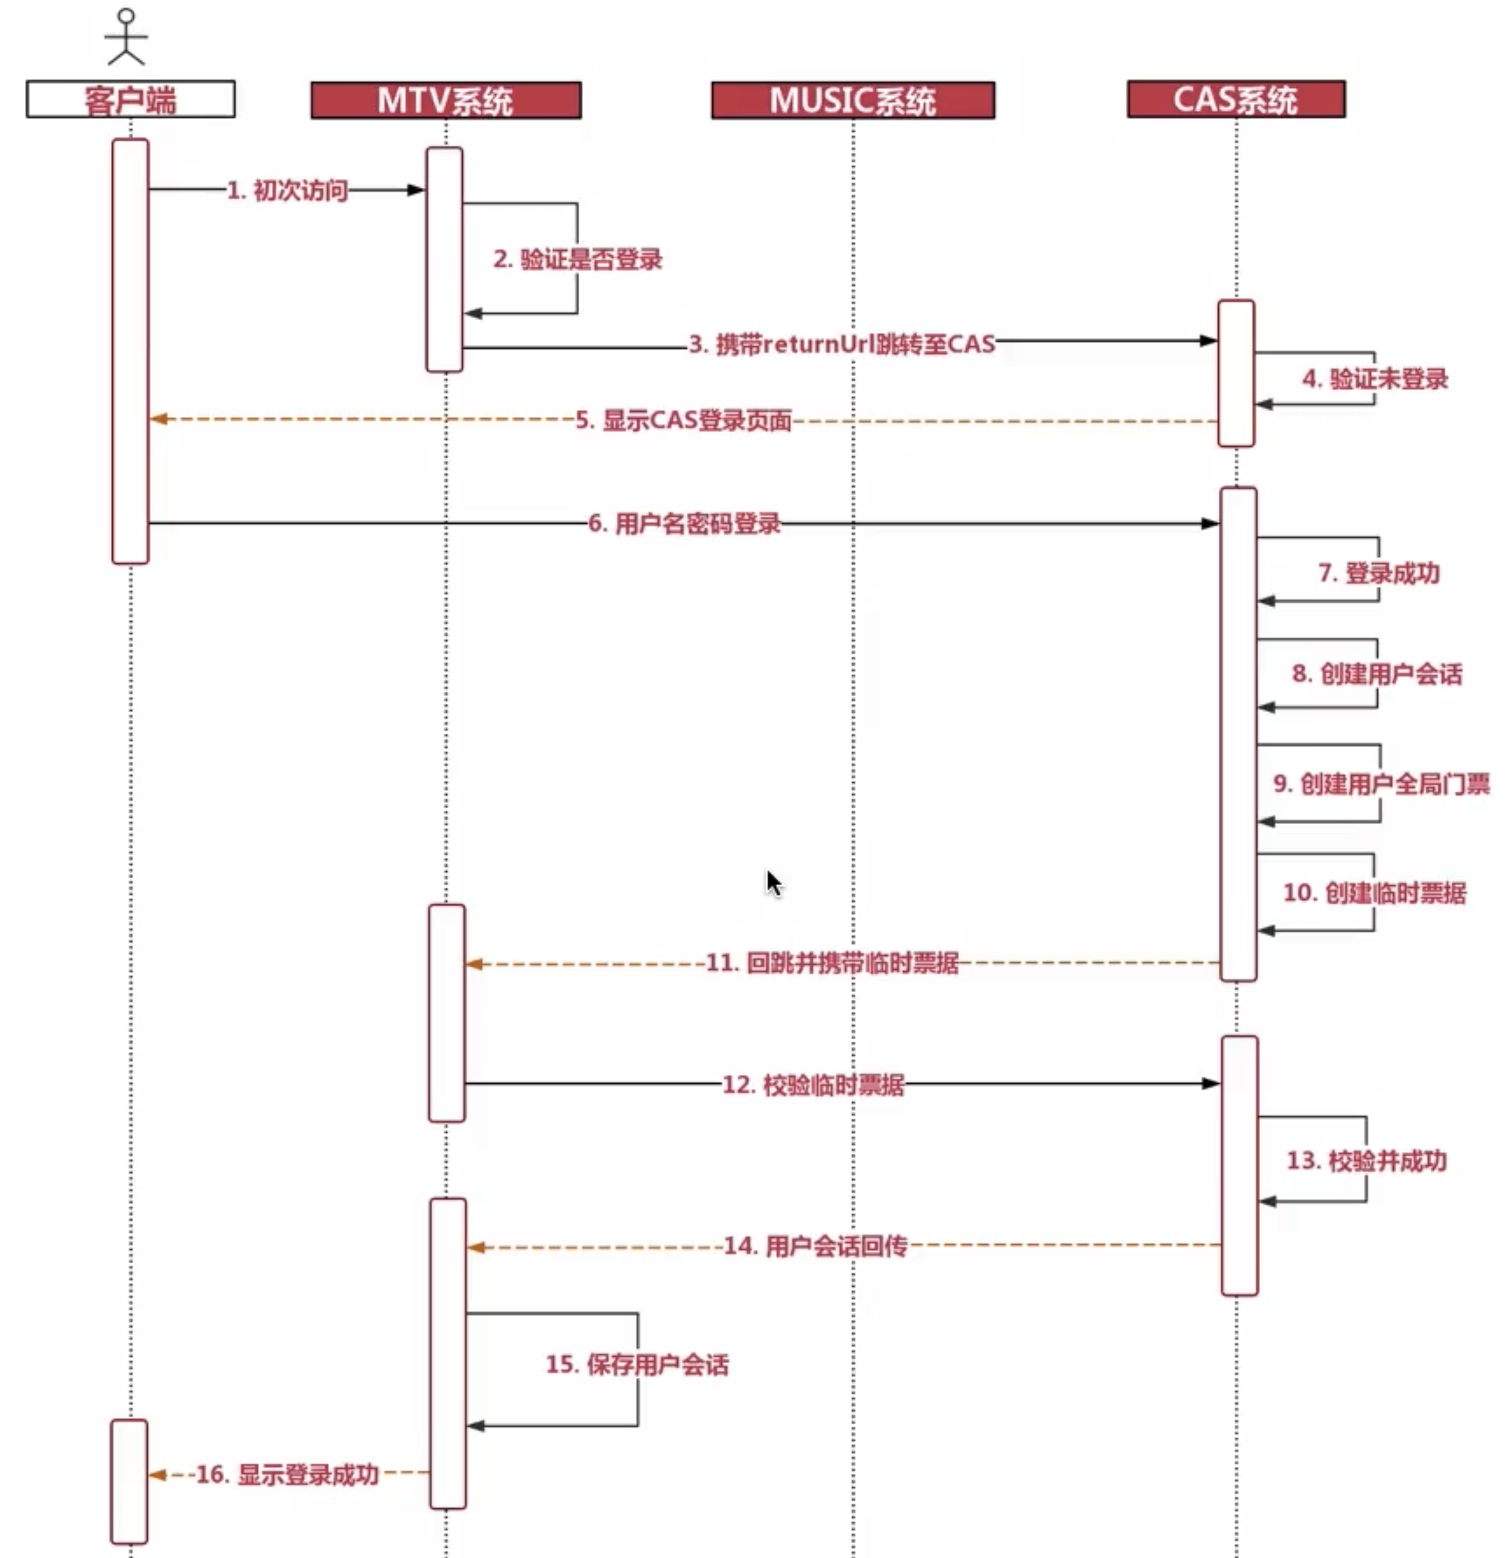 客户端
MTV系统
MUSIC系统
CAS系统
1. 初次访问
2. 验证是否登录
3. 携带returnUrl跳转至CAS
4. 验证未登录
5. 显示CAS登录页面
6. 用户名密码登录
7. 登录成功
8. 创建用户会话
9. 创建用户全局门票
10. 创建临时票据
11. 回跳并携带临时票据
12. 校验临时票据
13. 校验并成功
14. 用户会话回传
15. 保存用户会话
16. 显示登录成功